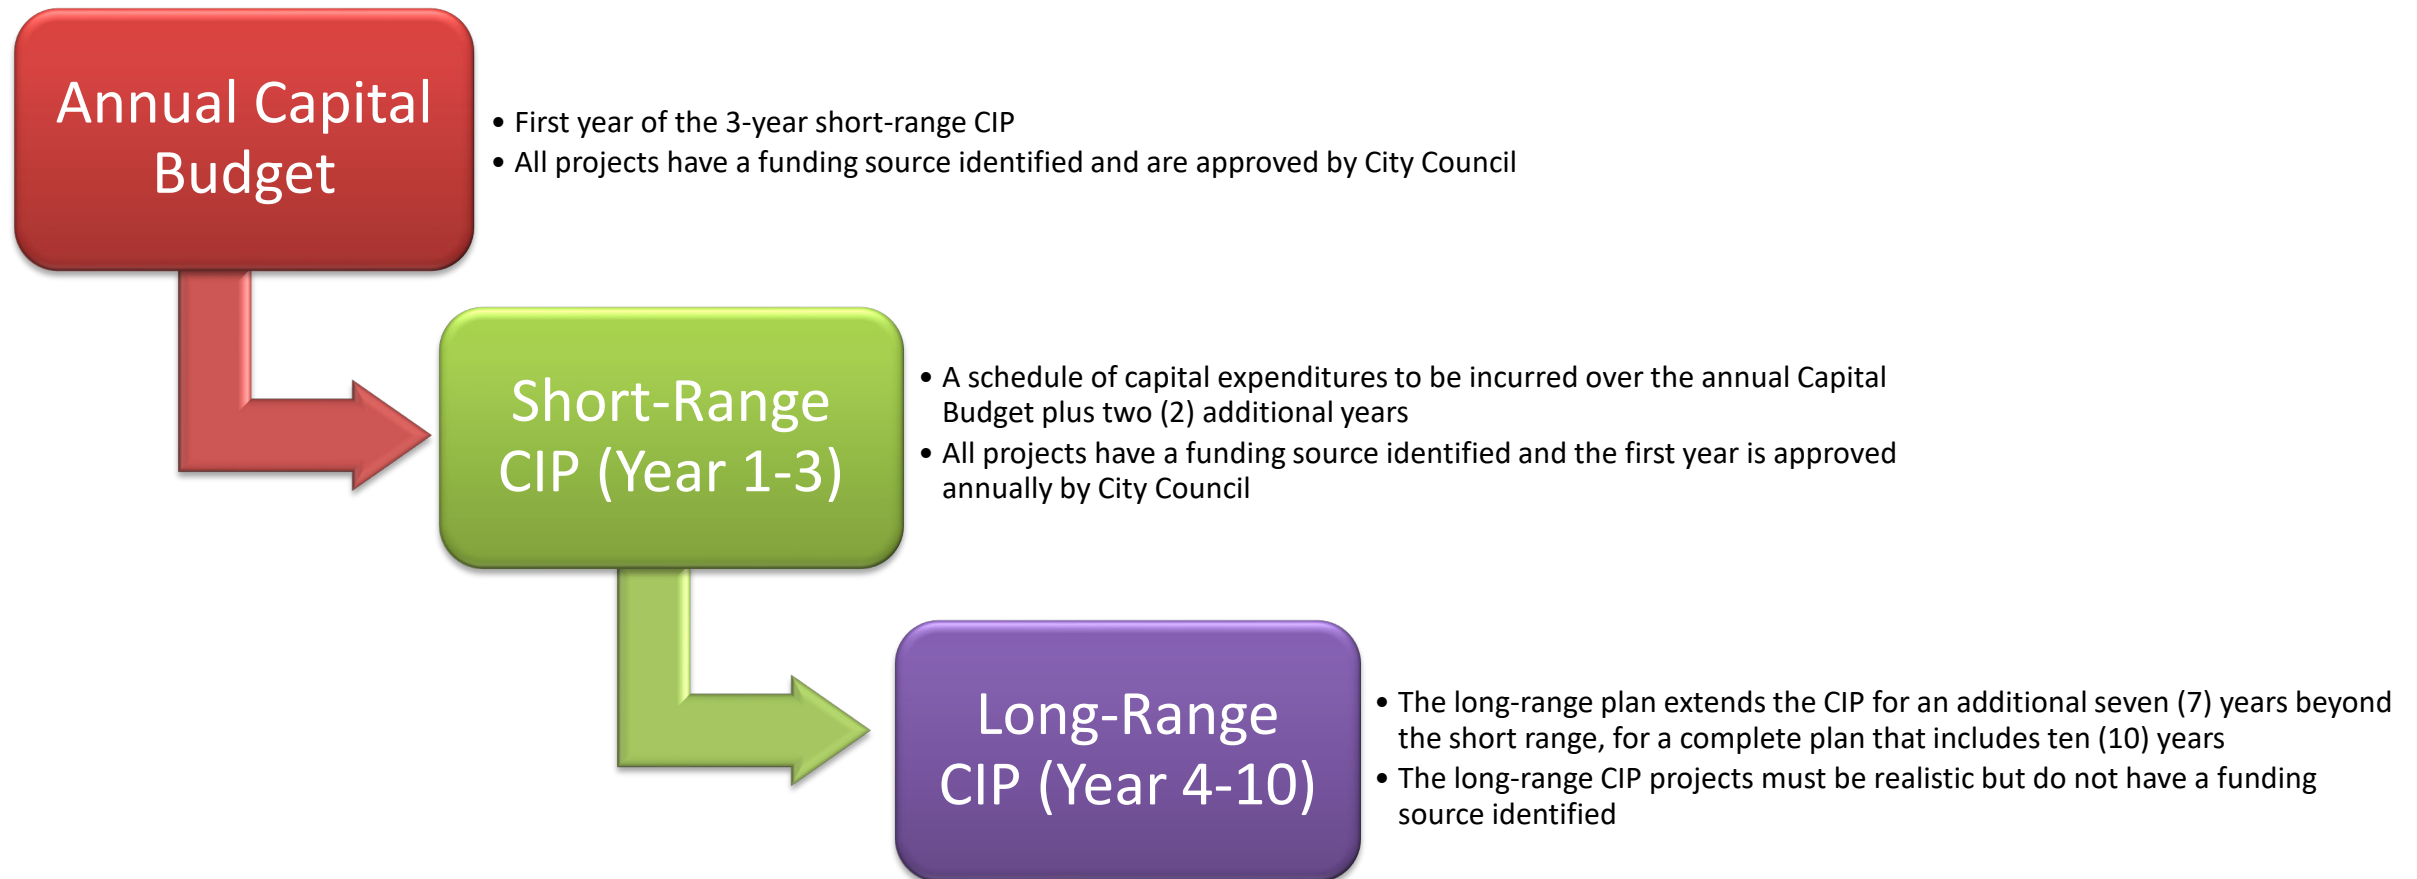 Annual Capital
Budget
• First year of the 3-year short-range CIP
• All projects have a funding source identified and are approved by City Council
Short-Range
CIP (Year 1-3)
• A schedule of capital expenditures to be incurred over the annual Capital
Budget plus two (2) additional years
• All projects have a funding source identified and the first year is approved
annually by City Council
Long-Range
CIP (Year 4-10)
• The long-range plan extends the CIP for an additional seven (7) years beyond
the short range, for a complete plan that includes ten (10) years
• The long-range CIP projects must be realistic but do not have a funding
source identified